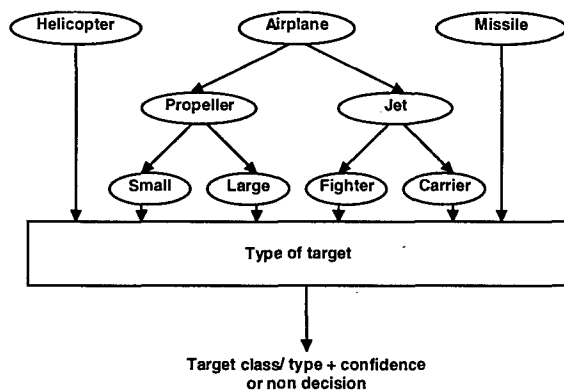 Helicopter
Airplane
Missile
Propeller
Jet
Small
Large
Fighter
Carrier
Type of target
Target class/ type + confidence
or non decision